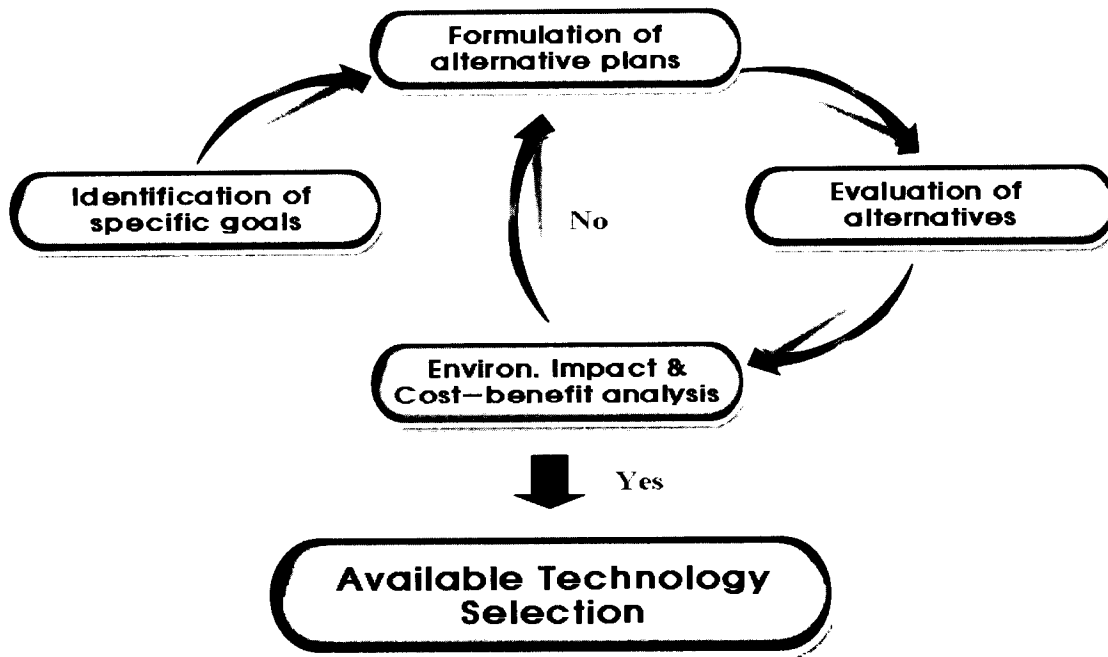 Formulation of
alternative plans
Identification of
specific goals
Evaluation of
alternatives
No
Environ. Impact &
Cost-benefit analysis
Yes
Available Technology
Selection